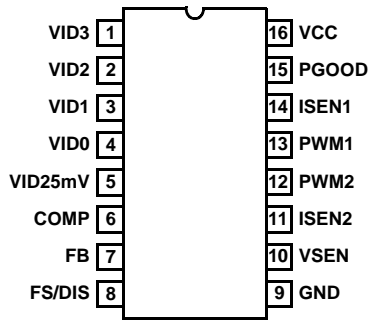 VID3 1 16 VCC
VID2 2 15 PGOOD
VID1 3 14 ISEN1
VID0 4 13 PWM1
VID25mV 5 12 PWM2
COMP 6 11 ISEN2
FB 7 10 VSEN
FS/DIS 8 9 GND